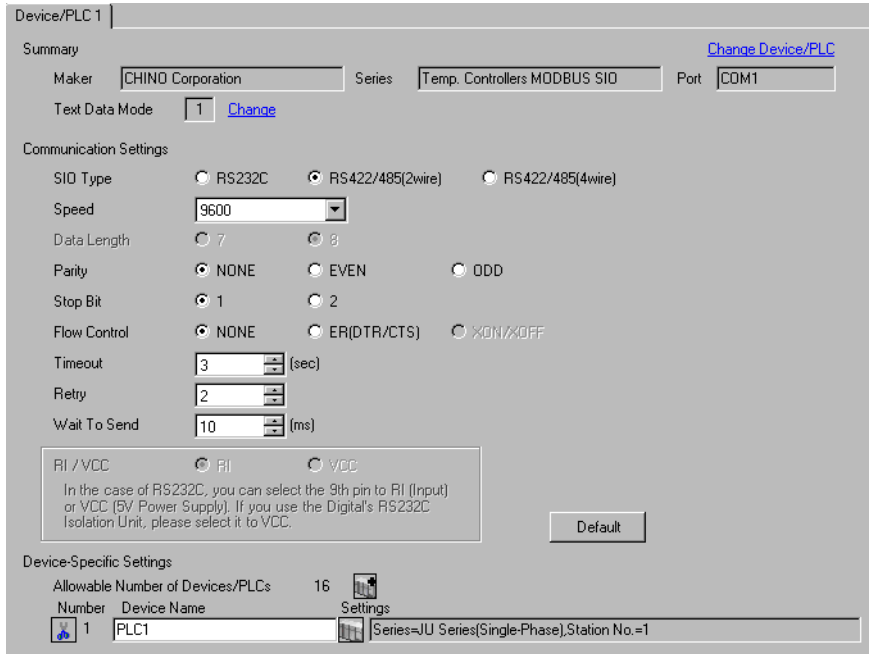 Device/PLC 1
Summary Change Device/PLC
Maker CHINO Corporation Series Temp. Controllers MODBUS SIO Port COM1
Text Data Mode 1 Change
Communication Settings
SIO Type RS232C RS422/485(2wire) RS422/485(4wire)
Speed 9600
Data Length 7 8
Parity NONE EVEN ODD
Stop Bit 1 2
Flow Control NONE ER(DTR/CTS) XON/XOFF
Timeout 3 (sec)
Retry 2
Wait To Send 10 (ms)
RI / VCC RI VCC
In the case of RS232C, you can select the 9th pin to RI (Input)
or VCC (5V Power Supply). If you use the Digital's RS232C
Isolation Unit, please select it to VCC.
Default
Device-Specific Settings
Allowable Number of Devices/PLCs 16
Number Device Name Settings
1 PLC1 Series=JU Series(Single-Phase),Station No.=1